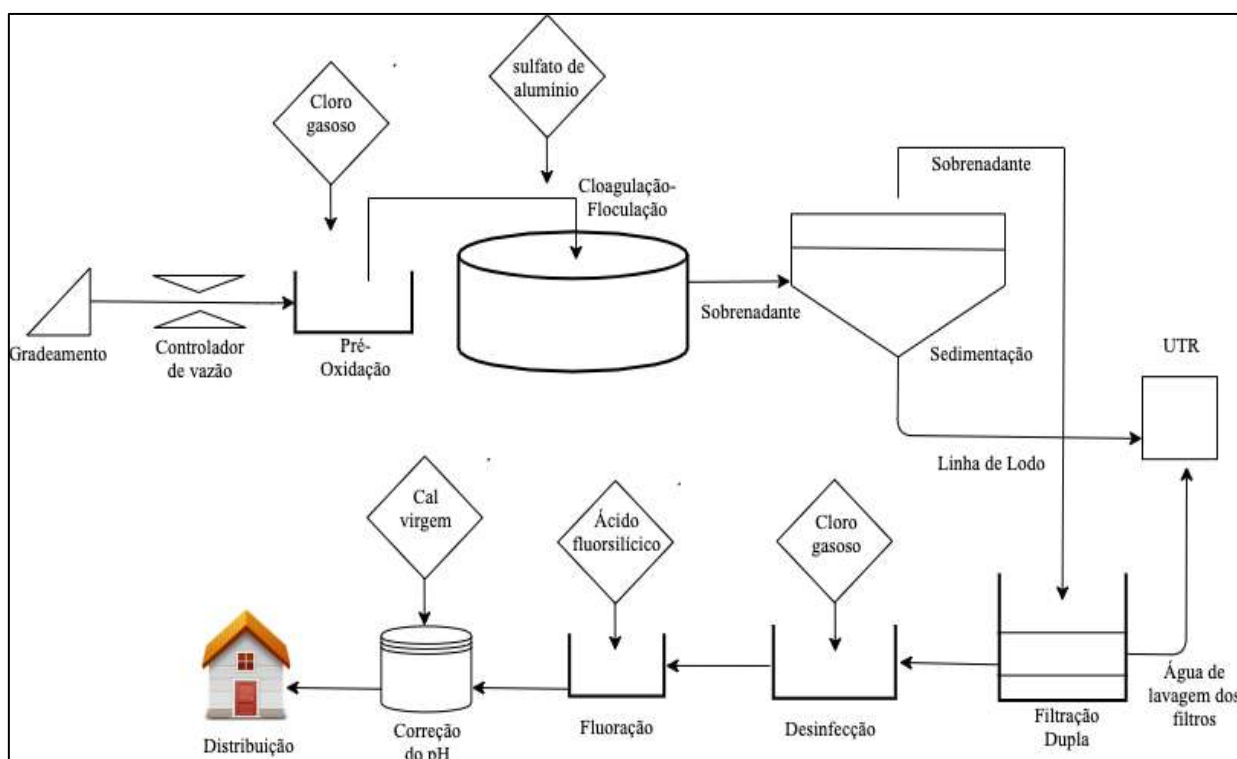 Cloro
gasoso
sulfato de
alumínio
Cloagulação-
Floculação
Sobrenadante
Gradeamento
Controlador
de vazão
Pré-
Oxidação
Sobrenadante
Sedimentação
UTR
Linha de Lodo
Cal
virgem
Ácido
fluorsilícico
Cloro
gasoso
Água de
lavagem dos
filtros
Distribuição
Correção
do pH
Fluoração
Desinfecção
Filtração
Dupla